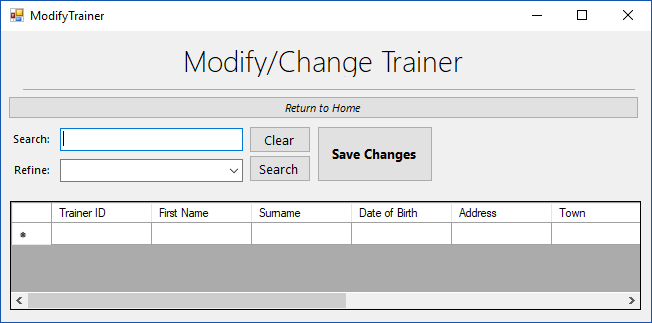 ModifyTrainer
Modify/Change Trainer
Return to Home
Search: Clear
Save Changes
Refine: Search
Trainer ID First Name Surname Date of Birth Address Town